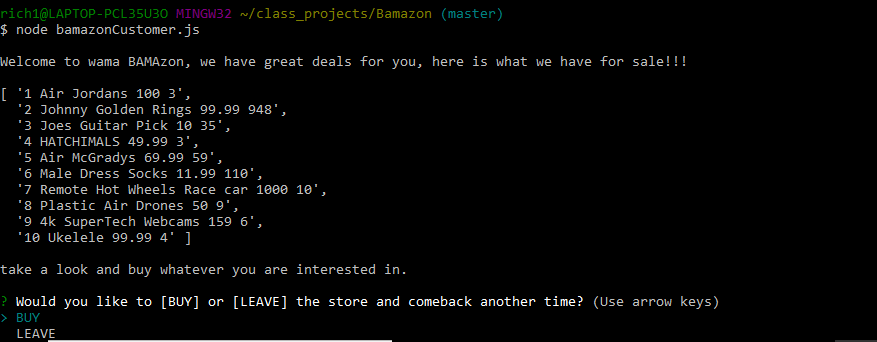 rich1@LAPTOP-PCL35U3O MINGW32 ~/class_projects/Bamazon (master)
$ node bamazonCustomer.js
Welcome to wama BAMAzon, we have great deals for you, here is what we have for sale!!!
[ '1 Air Jordans 100 3',
'2 Johnny Golden Rings 99.99 948',
'3 Joes Guitar Pick 10 35',
'4 HATCHIMALS 49.99 3',
'5 Air McGradys 69.99 59',
'6 Male Dress Socks 11.99 110',
'7 Remote Hot Wheels Race car 1000 10',
'8 Plastic Air Drones 50 9',
'9 4k SuperTech Webcams 159 6',
'10 Ukelele 99.99 4' ]
take a look and buy whatever you are interested in.
? Would you like to [BUY] or [LEAVE] the store and comeback another time? (Use arrow keys)
> BUY
LEAVE